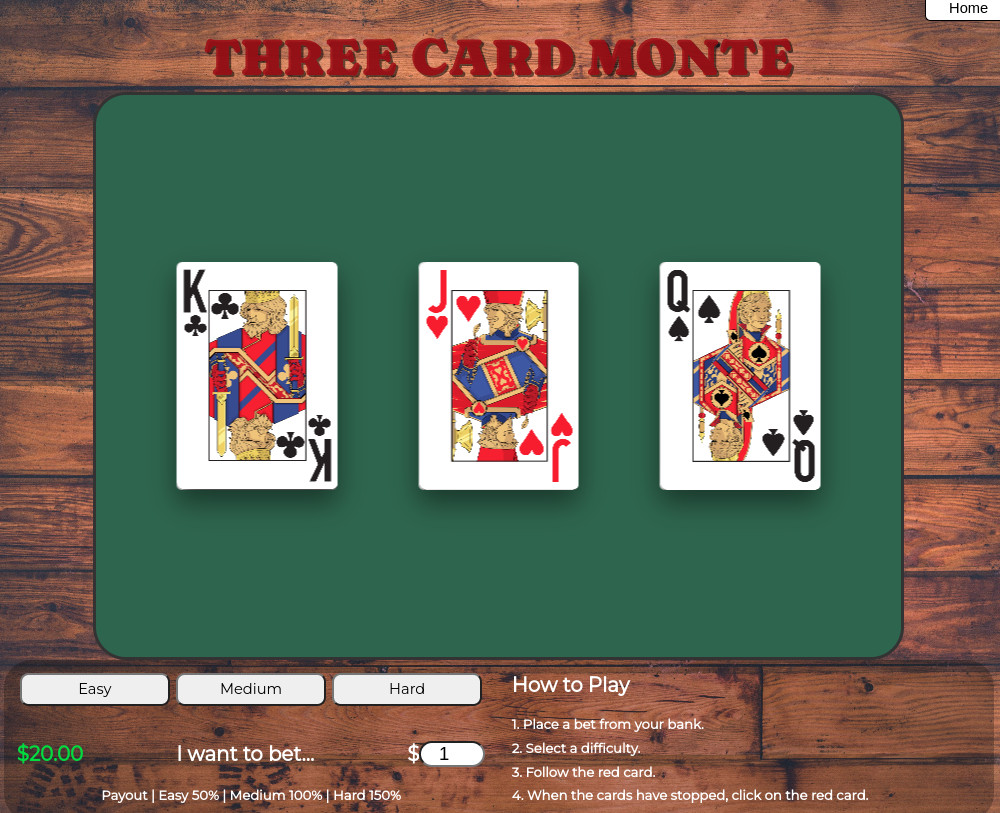 Home
THREE CARD MONTE
K
J
Q
K
J
Q
Easy
Medium
Hard
How to Play
1. Place a bet from your bank.
2. Select a difficulty.
3. Follow the red card.
4. When the cards have stopped, click on the red card.
$20.00
I want to bet...
$ 1
Payout | Easy 50% | Medium 100% | Hard 150%